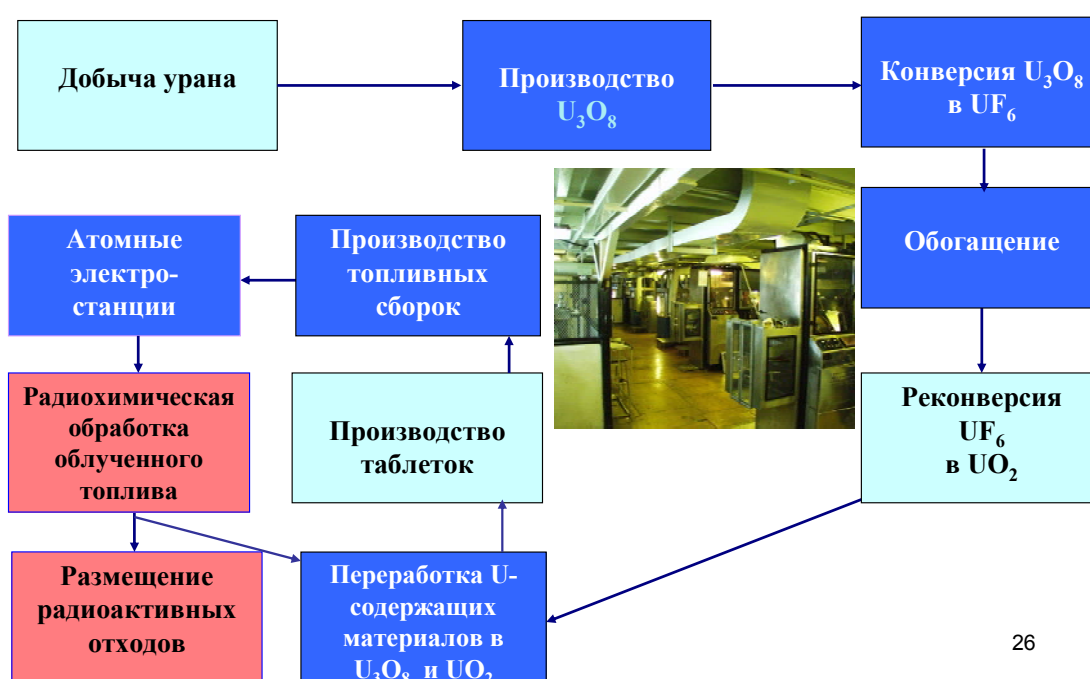 Добыча урана
Производство
U₃O₈
Конверсия U₃O₈
в UF₆
Обогащение
Реконверсия
UF₆
в UO₂
Переработка U-
содержащих
материалов в
U₃O₈ и UO₂
Производство
таблеток
Производство
топливных
сборок
Атомные
электро-
станции
Радиохимическая
обработка
облученного
топлива
Размещение
радиоактивных
отходов
26